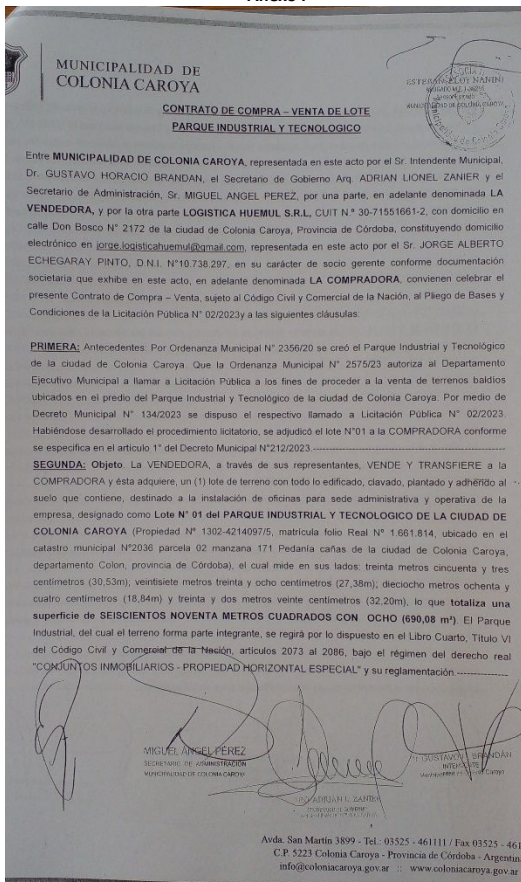 MUNICIPALIDAD DE
COLONIA CAROYA
ESTEBAN ELOY NANINI
CONTRATO DE COMPRA – VENTA DE LOTE
PARQUE INDUSTRIAL Y TECNOLOGICO
Entre MUNICIPALIDAD DE COLONIA CAROYA, representada en este acto por el Sr. Intendente Municipal,
Dr. GUSTAVO HORACIO BRANDAN, el Secretario de Gobierno Arq. ADRIAN LIONEL ZANIER y el
Secretario de Administración, Sr. MIGUEL ANGEL PEREZ, por una parte, en adelante denominada LA
VENDEDORA, y por la otra parte LOGISTICA HUEMUL S.R.L, CUIT N º 30-71551661-2, con domicilio en
calle Don Bosco N° 2172 de la ciudad de Colonia Caroya, Provincia de Córdoba, constituyendo domicilio
electrónico en jorge.logisticahuemul@gmail.com, representada en este acto por el Sr. JORGE ALBERTO
ECHEGARAY PINTO, D.N.I. N°10.738.297, en su carácter de socio gerente conforme documentación
societaria que exhibe en este acto, en adelante denominada LA COMPRADORA, convienen celebrar el
presente Contrato de Compra – Venta, sujeto al Código Civil y Comercial de la Nación, al Pliego de Bases y
Condiciones de la Licitación Pública N° 02/2023y a las siguientes cláusulas:
PRIMERA: Antecedentes: Por Ordenanza Municipal N° 2356/20 se creó el Parque Industrial y Tecnológico
de la ciudad de Colonia Caroya. Que la Ordenanza Municipal N° 2575/23 autoriza al Departamento
Ejecutivo Municipal a llamar a Licitación Pública a los fines de proceder a la venta de terrenos baldíos
ubicados en el predio del Parque Industrial y Tecnológico de la ciudad de Colonia Caroya. Por medio de
Decreto Municipal N° 134/2023 se dispuso el respectivo llamado a Licitación Pública N° 02/2023.
Habiéndose desarrollado el procedimiento licitatorio, se adjudicó el lote N°01 a la COMPRADORA conforme
se especifica en el artículo 1° del Decreto Municipal N°212/2023.-----------------------------------------------
SEGUNDA: Objeto. La VENDEDORA, a través de sus representantes, VENDE Y TRANSFIERE a la
COMPRADORA y ésta adquiere, un (1) lote de terreno con todo lo edificado, clavado, plantado y adherido al
suelo que contiene, destinado a la instalación de oficinas para sede administrativa y operativa de la
empresa, designado como Lote N° 01 del PARQUE INDUSTRIAL Y TECNOLOGICO DE LA CIUDAD DE
COLONIA CAROYA (Propiedad N° 1302-4214097/5, matrícula folio Real Nº 1.661.814, ubicado en el
catastro municipal N°2036 parcela 02 manzana 171 Pedanía cañas de la ciudad de Colonia Caroya,
departamento Colon, provincia de Córdoba), el cual mide en sus lados: treinta metros cincuenta y tres
centímetros (30,53m); veintisiete metros treinta y ocho centímetros (27,38m); dieciocho metros ochenta y
cuatro centímetros (18,84m) y treinta y dos metros veinte centímetros (32,20m), lo que totaliza una
superficie de SEISCIENTOS NOVENTA METROS CUADRADOS CON OCHO (690,08 m²). El Parque
Industrial, del cual el terreno forma parte integrante, se regirá por lo dispuesto en el Libro Cuarto, Titulo VI
del Código Civil y Comercial de la Nación, artículos 2073 al 2086, bajo el régimen del derecho real
"CONJUNTOS INMOBILIARIOS - PROPIEDAD HORIZONTAL ESPECIAL" y su reglamentación.---------------
MIGUEL ANGEL PÉREZ
SECRETARIO DE ADMINISTRACIÓN
MUNICIPALIDAD DE COLONIA CAROYA
GUSTAVO BRANDAN
INTENDENTE
ADRIAN L. ZANIER
Avda. San Martín 3899 - Tel.: 03525 - 461111 / Fax 03525 - 461
C.P. 5223 Colonia Caroya - Provincia de Córdoba - Argentin
info@coloniacaroya.gov.ar :: www.coloniacaroya.gov.ar